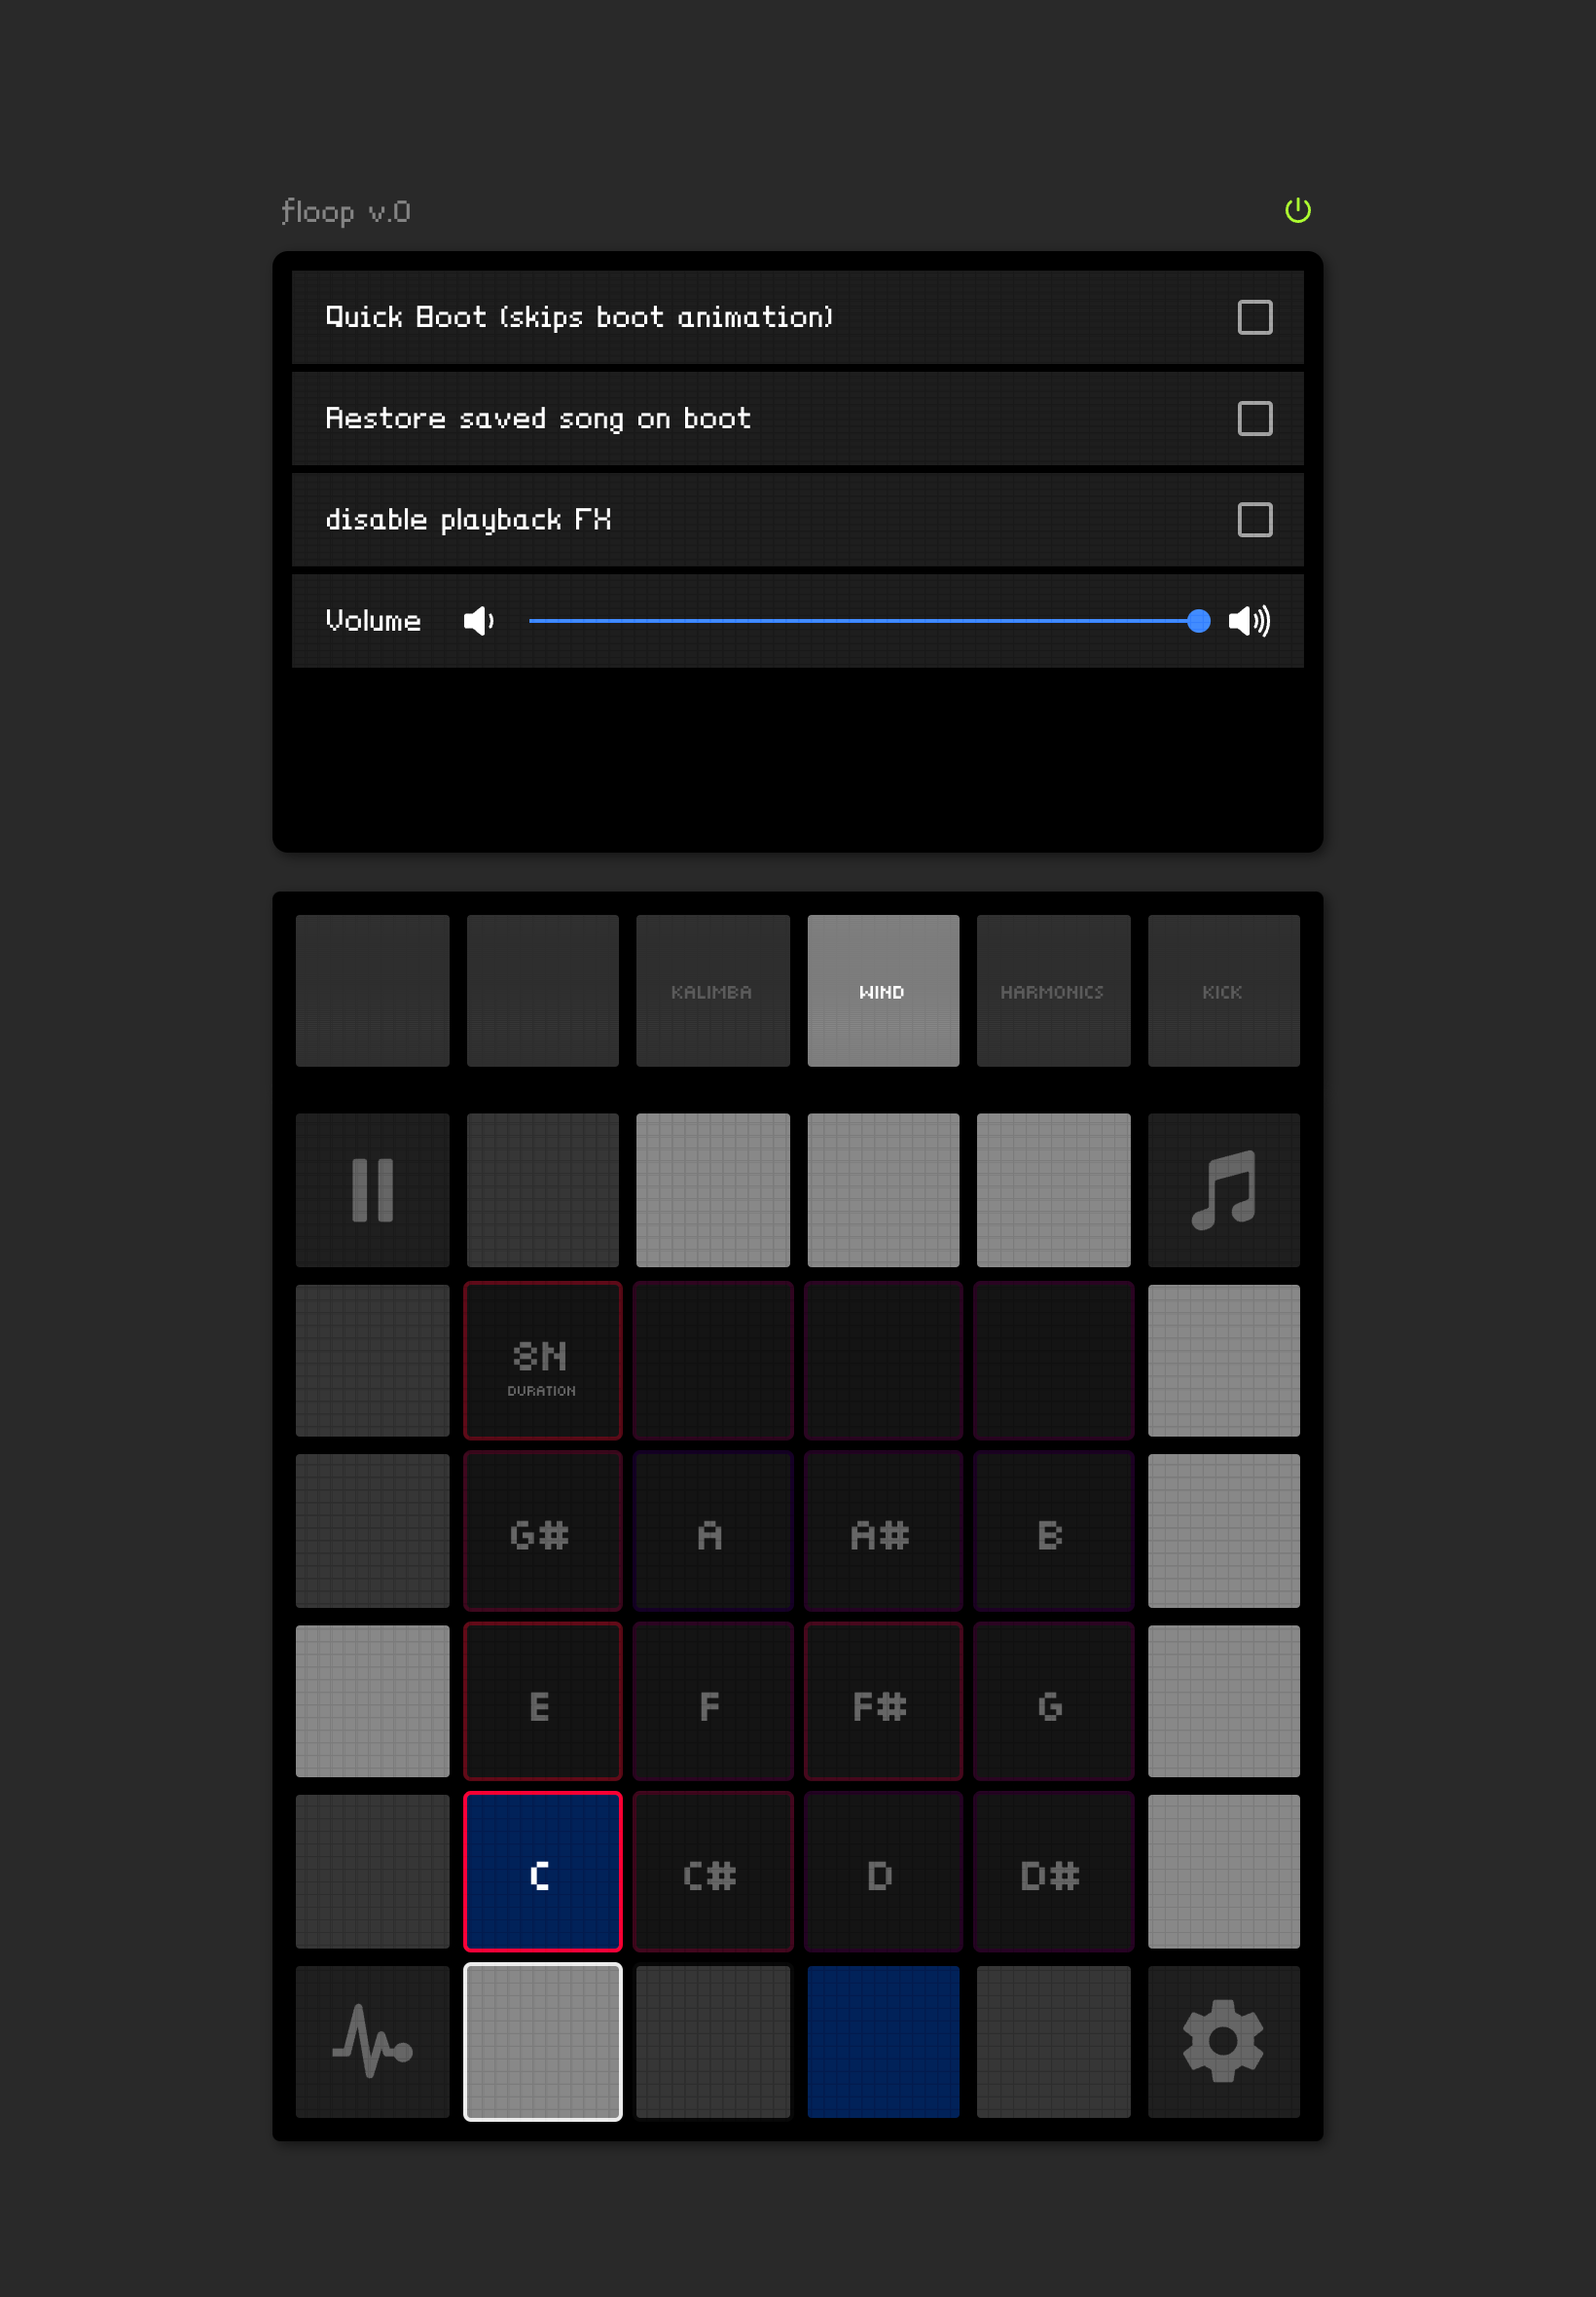 floop v.0
Quick Boot (skips boot animation)
Restore saved song on boot
disable playback FX
Volume
KALIMBA WIND HARMONICS KICK
8N
DURATION
G# A A# B
E F F# G
C C# D D#